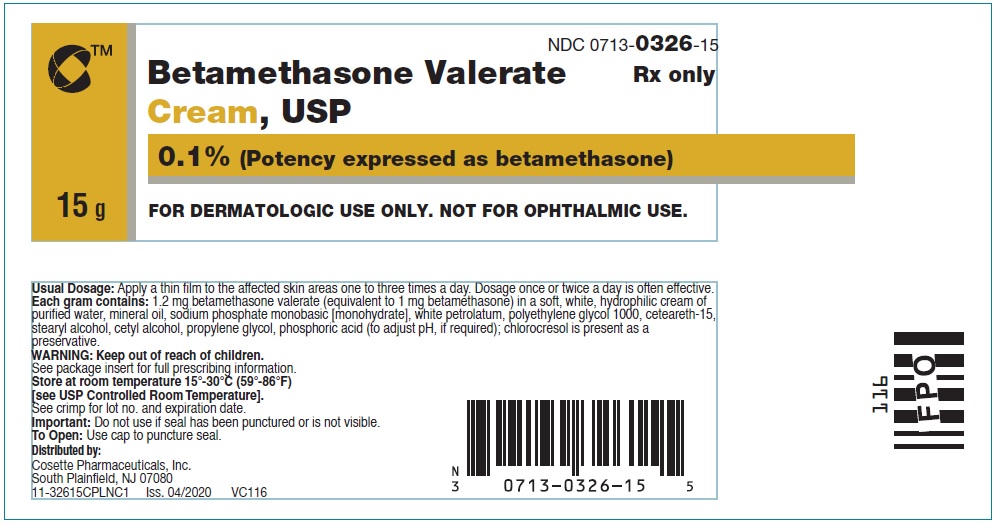 TM
NDC 0713-0326-15
Betamethasone Valerate
Rx only
Cream, USP
0.1% (Potency expressed as betamethasone)
15 g
FOR DERMATOLOGIC USE ONLY. NOT FOR OPHTHALMIC USE.
Usual Dosage: Apply a thin film to the affected skin areas one to three times a day. Dosage once or twice a day is often effective.
Each gram contains: 1.2 mg betamethasone valerate (equivalent to 1 mg betamethasone) in a soft, white, hydrophilic cream of
purified water, mineral oil, sodium phosphate monobasic [monohydrate], white petrolatum, polyethylene glycol 1000, ceteareth-15,
stearyl alcohol, cetyl alcohol, propylene glycol, phosphoric acid (to adjust pH, if required); chlorocresol is present as a
preservative.
WARNING: Keep out of reach of children.
See package insert for full prescribing information.
Store at room temperature 15°-30°C (59°-86°F)
[see USP Controlled Room Temperature].
See crimp for lot no. and expiration date.
Important: Do not use if seal has been punctured or is not visible.
To Open: Use cap to puncture seal.
Distributed by:
Cosette Pharmaceuticals, Inc.
South Plainfield, NJ 07080
11-32615CPLNC1 Iss. 04/2020 VC116
N
3 0713-0326-15 5
116
FPO